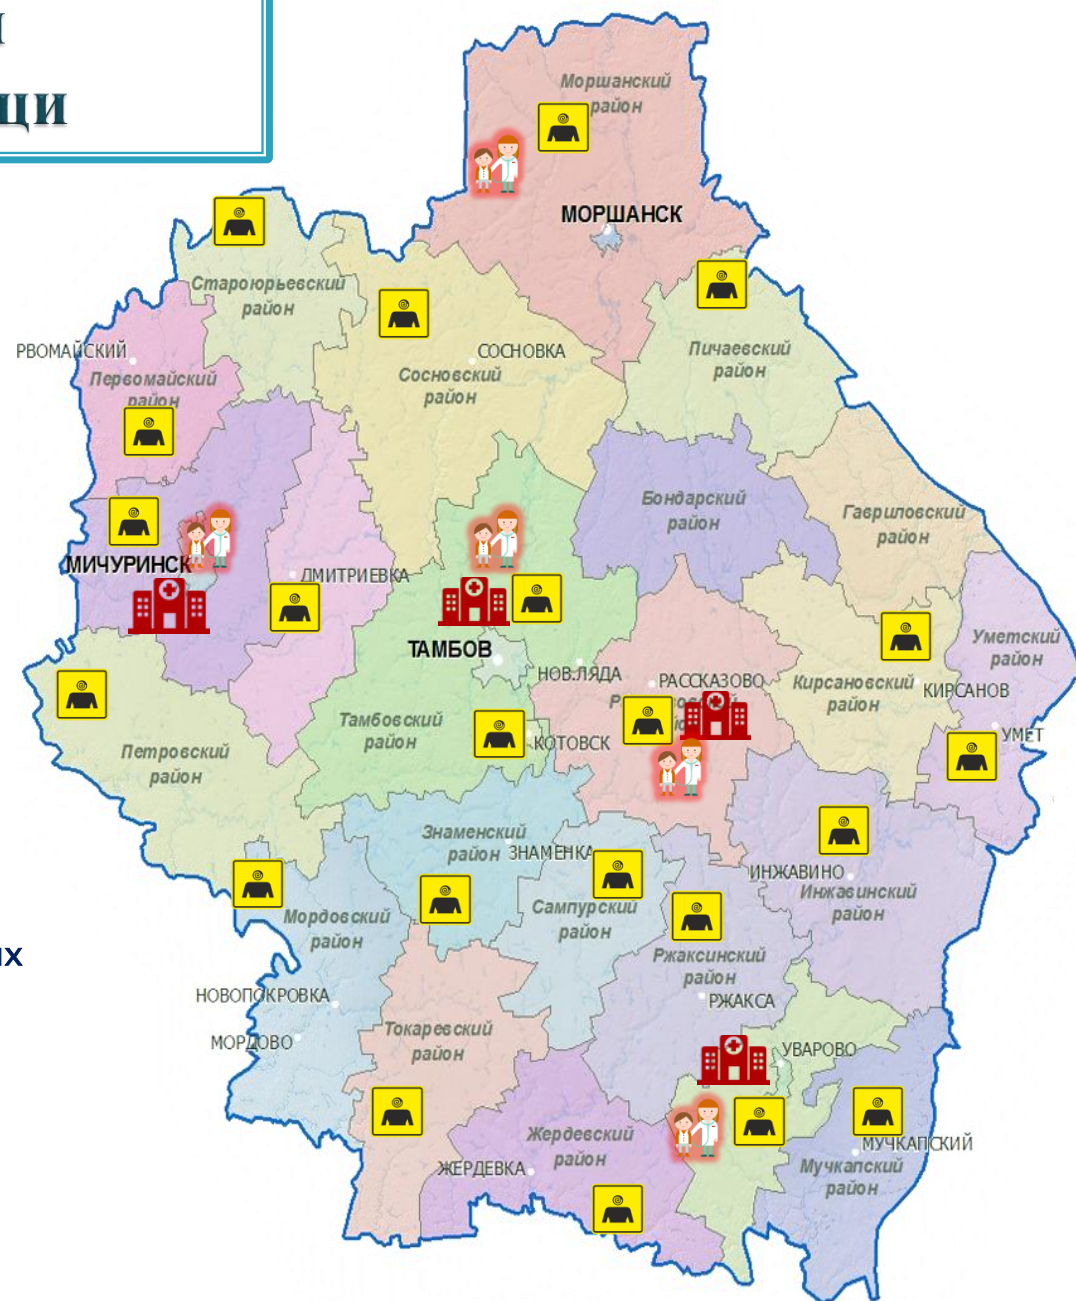 И
щи
Моршанский
район
МОРШАНСК
Староюрьевский
район
РВОМАЙСКИЙ
Первомайский
район
СОСНОВКА
Сосновский
район
Пичаевский
район
Бондарский
район
Гавриловский
район
МИЧУРИНСК
ДМИТРИЕВКА
ТАМБОВ
НОВ.ЛЯДА
РАССКАЗОВО
Кирсановский
район
КИРСАНОВ
Уметский
район
УМЕТ
Тамбовский
район
КОТОВСК
Петровский
район
Знаменский
район
ЗНАМЕНКА
ИНЖАВИНО
Инжавинский
район
Мордовский
район
Сампурский
район
их
Ржаксинский
район
РЖАКСА
НОВОПОКРОВКА
МОРДОВО
Токаревский
район
УВАРОВО
Жердевский
район
ЖЕРДЕВКА
МУЧКАПСКИЙ
Мучкапский
район